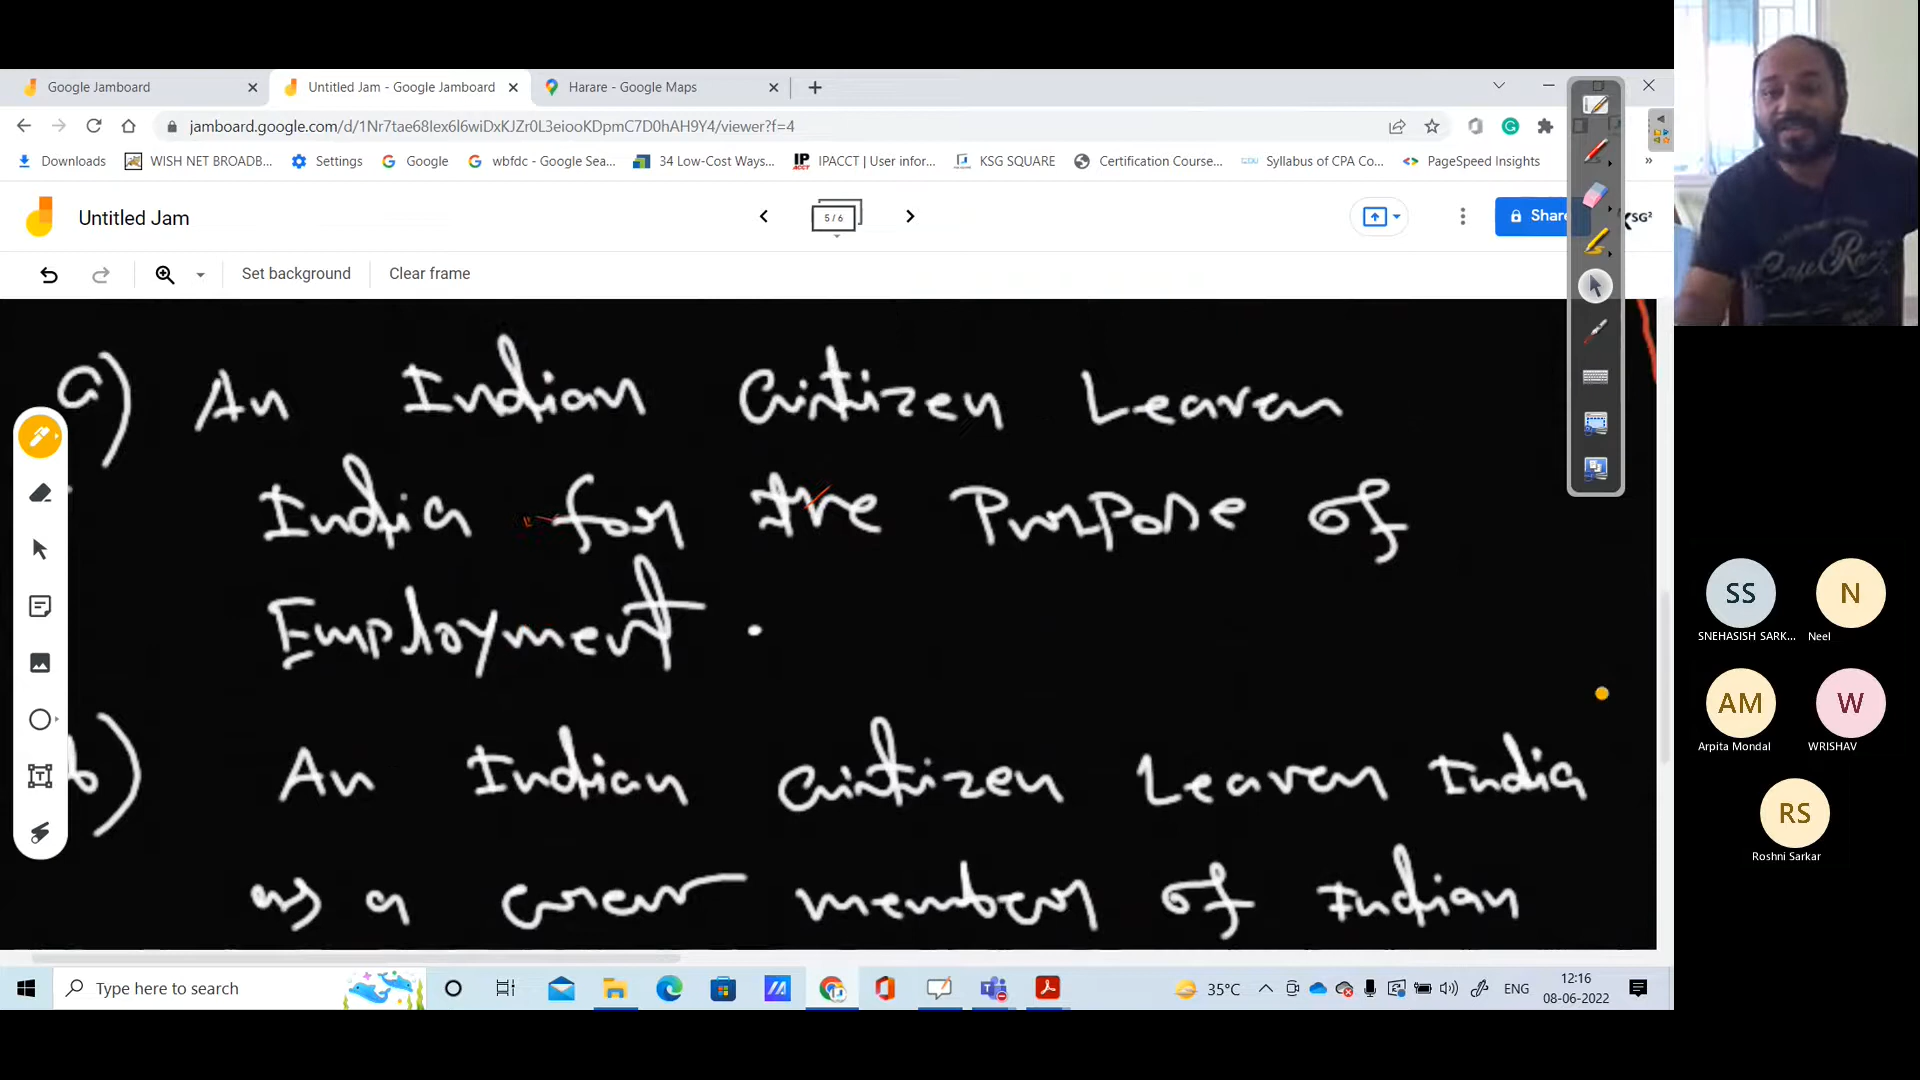 Google Jamboard
Untitled Jam - Google Jamboard
Harare - Google Maps
jamboard.google.com/d/1Nr7tae68Iex6l6wiDxKJZr0L3eiooKDpmC7D0hAH9Y4/viewer?f=4
Downloads
WISH NET BROADB...
Settings
Google
wbfdc - Google Sea...
34 Low-Cost Ways...
IPACCT | User infor...
KSG SQUARE
Certification Course...
Syllabus of CPA Co...
PageSpeed Insights
»
Untitled Jam
5 / 6
Share
KSG²
Set background
Clear frame
a) An Indian Citizen Leaves
India for the Purpose of
Employment .
b) An Indian Citizen Leaves India
as a crew member of Indian
SS
SNEHASISH SARK...
N
Neel
AM
Arpita Mondal
W
WRISHAV
RS
Roshni Sarkar
Type here to search
35°C
ENG
12:16
08-06-2022